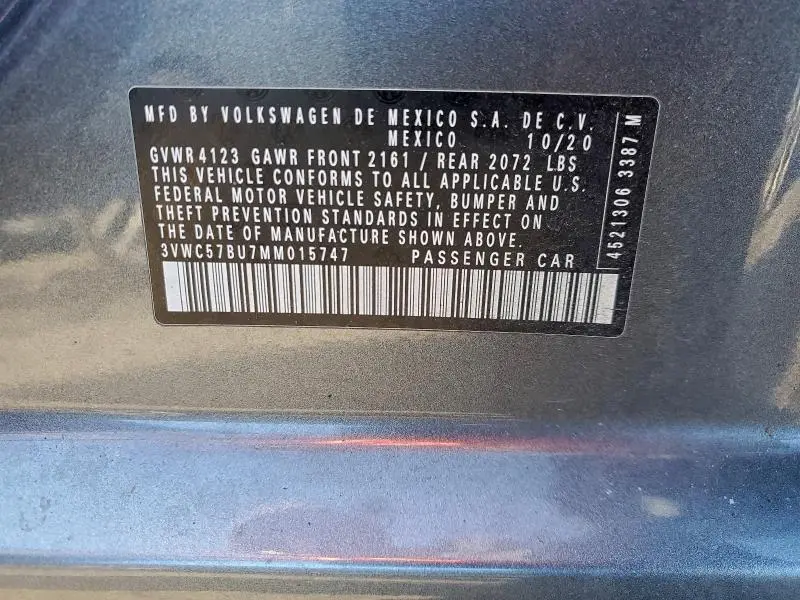 MFD BY VOLKSWAGEN DE MEXICO S.A. DE C.V.
MEXICO 10/20
GVWR 4123 GAWR FRONT 2161 / REAR 2072 LBS
THIS VEHICLE CONFORMS TO ALL APPLICABLE U.S.
FEDERAL MOTOR VEHICLE SAFETY, BUMPER AND
THEFT PREVENTION STANDARDS IN EFFECT ON
THE DATE OF MANUFACTURE SHOWN ABOVE.
3VWC57BU7MM015747 PASSENGER CAR
4521306 3387 M